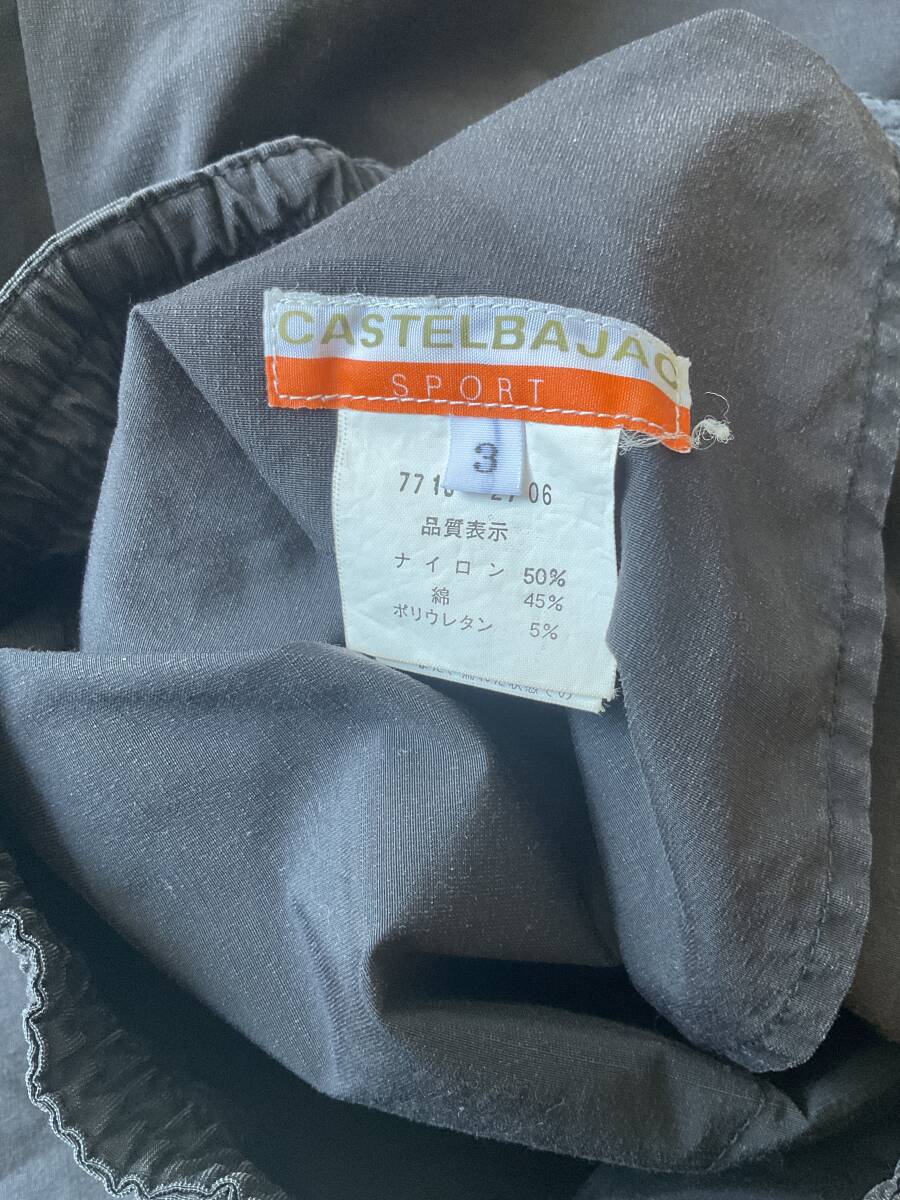 CASTELBAJAC
SPORT
3
品質表示
ナイロン 50%
綿 45%
ポリウレタン 5%